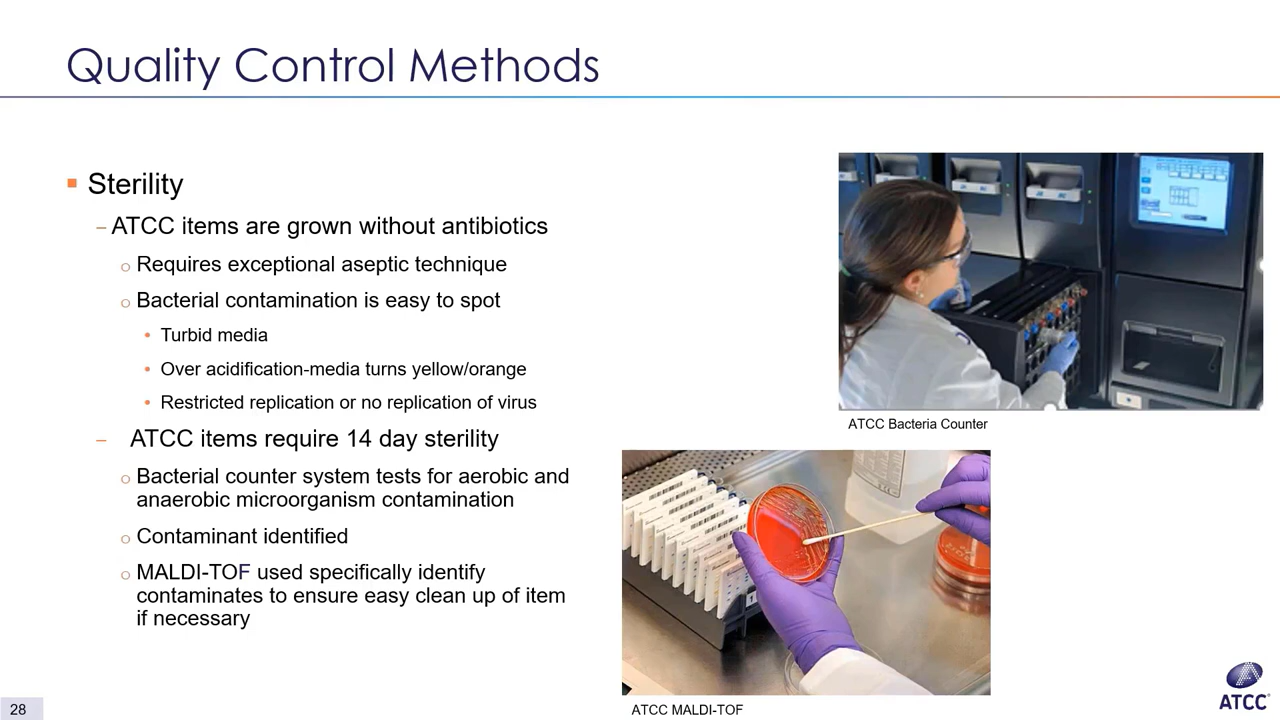 Quality Control Methods
Sterility
ATCC items are grown without antibiotics
Requires exceptional aseptic technique
Bacterial contamination is easy to spot
Turbid media
Over acidification-media turns yellow/orange
Restricted replication or no replication of virus
ATCC items require 14 day sterility
Bacterial counter system tests for aerobic and
anaerobic microorganism contamination
Contaminant identified
MALDI-TOF used specifically identify
contaminates to ensure easy clean up of item
if necessary
ATCC Bacteria Counter
ATCC MALDI-TOF
28
ATCC